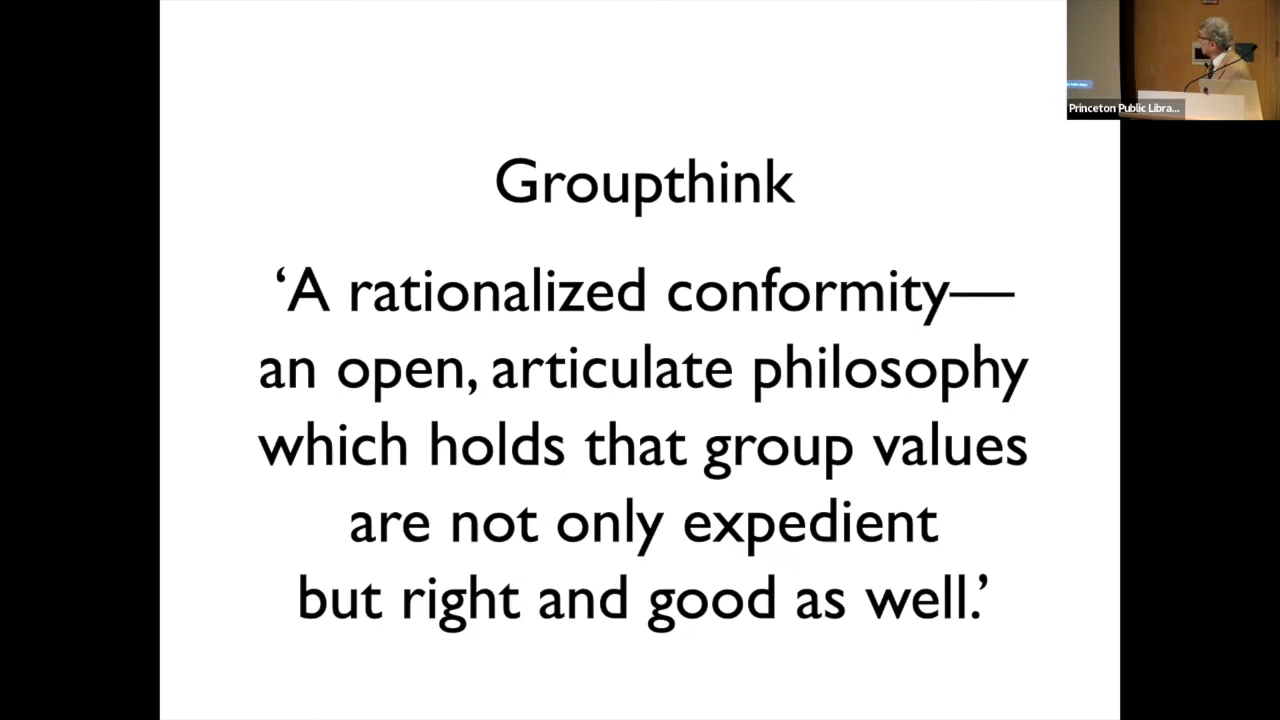 Groupthink
‘A rationalized conformity—
an open, articulate philosophy
which holds that group values
are not only expedient
but right and good as well.’
Princeton Public Libra...